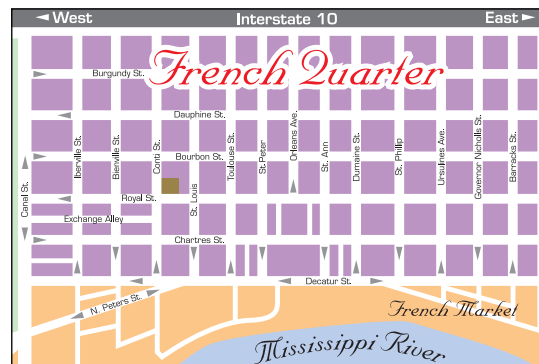 ◄ West Interstate 10 East ►
French Quarter
Burgundy St.
Dauphine St.
Canal St.
Iberville St.
Bienville St.
Conti St.
Bourbon St.
St. Louis
Toulouse St.
St.Peter
Orleans Ave.
St. Ann
Dumaine St.
St. Phillip
Ursulines Ave.
Governor Nicholls St.
Barracks St.
Royal St.
Exchange Alley
Chartres St.
Decatur St.
N. Peters St.
French Market
Mississippi River